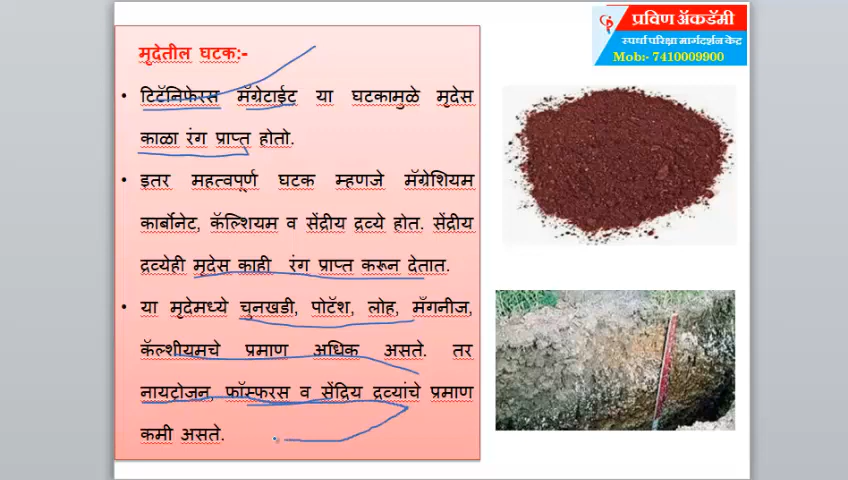 प्रविण ॲकडेॅमी
स्पर्धा परिक्षा मार्गदर्शन केंद्र
Mob:- 7410009900
मृदेतील घटक:-
• टिटॅनिफेरस मॅग्नेटाईट या घटकामुळे मृदेस
काळा रंग प्राप्त होतो.
• इतर महत्वपूर्ण घटक म्हणजे मॅग्नेशियम
कार्बोनेट, कॅल्शियम व सेंद्रीय द्रव्ये होत. सेंद्रीय
द्रव्येही मृदेस काही रंग प्राप्त करून देतात.
• या मृदेमध्ये चुनखडी, पोटॅश, लोह, मॅगनीज,
कॅल्शीयमचे प्रमाण अधिक असते. तर
नायट्रोजन, फॉस्फरस व सेंद्रिय द्रव्यांचे प्रमाण
कमी असते.